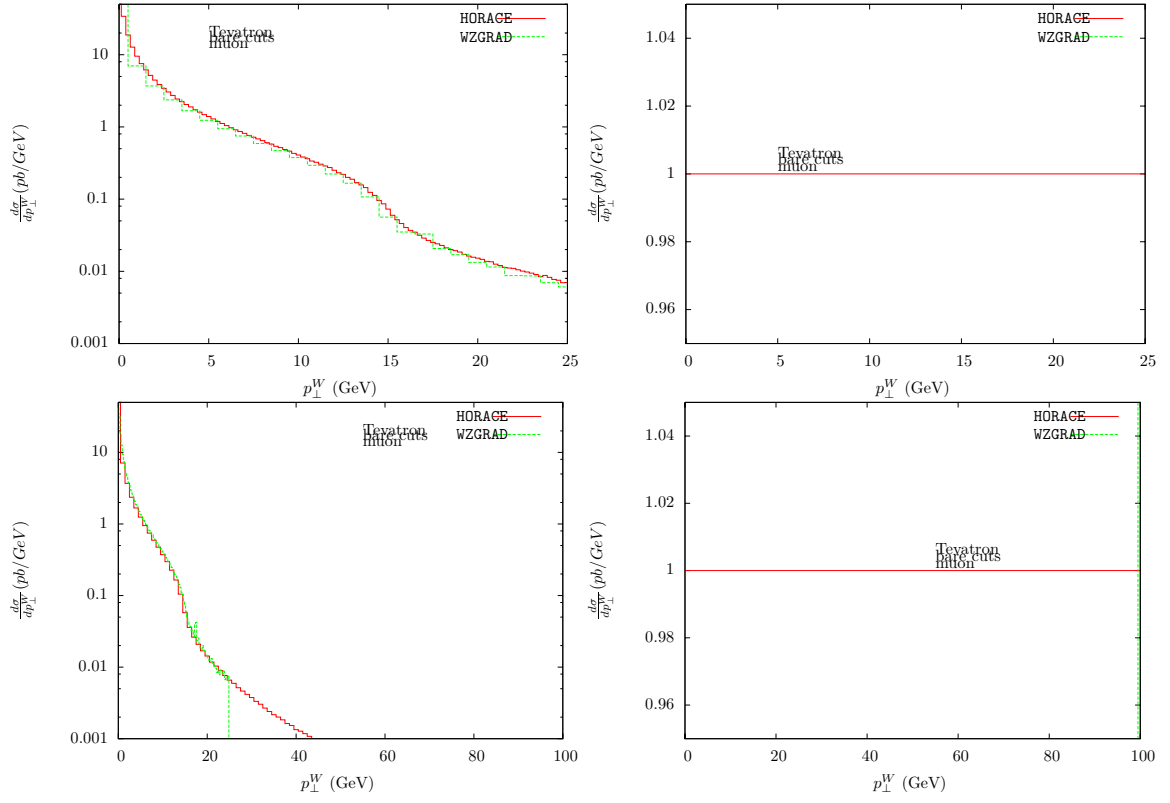 HORACE
WZGRAD
Tevatron
bare cuts
muon
10
1
0.1
0.01
0.001
dσ/dp⊥^W (pb/GeV)
0 5 10 15 20 25
p⊥^W (GeV)
HORACE
WZGRAD
Tevatron
bare cuts
muon
1.04
1.02
1
0.98
0.96
dσ/dp⊥^W (pb/GeV)
0 5 10 15 20 25
p⊥^W (GeV)
HORACE
WZGRAD
Tevatron
bare cuts
muon
10
1
0.1
0.01
0.001
dσ/dp⊥^W (pb/GeV)
0 20 40 60 80 100
p⊥^W (GeV)
HORACE
WZGRAD
Tevatron
bare cuts
muon
1.04
1.02
1
0.98
0.96
dσ/dp⊥^W (pb/GeV)
0 20 40 60 80 100
p⊥^W (GeV)